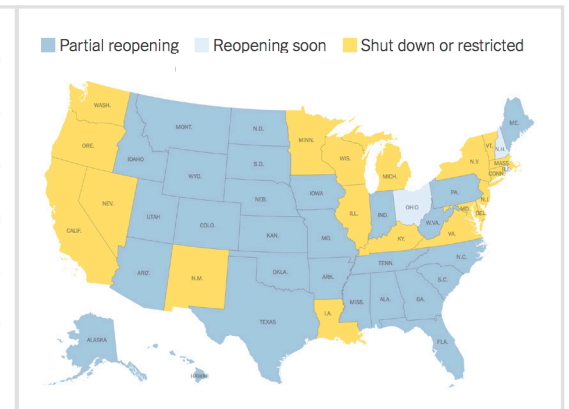 Partial reopening Reopening soon Shut down or restricted
WASH.
ORE.
CALIF.
NEV.
IDAHO
MONT.
WYO.
UTAH
ARIZ.
COLO.
N.M.
N.D.
S.D.
NEB.
KAN.
OKLA.
TEXAS
MINN.
IOWA
MO.
ARK.
LA.
WIS.
ILL.
MICH.
IND.
OHIO
KY.
TENN.
MISS.
ALA.
GA.
FLA.
S.C.
N.C.
VA.
W.VA.
PA.
N.Y.
VT.
N.H.
ME.
MASS.
CONN.
N.J.
DEL.
MD.
ALASKA
HAWAII